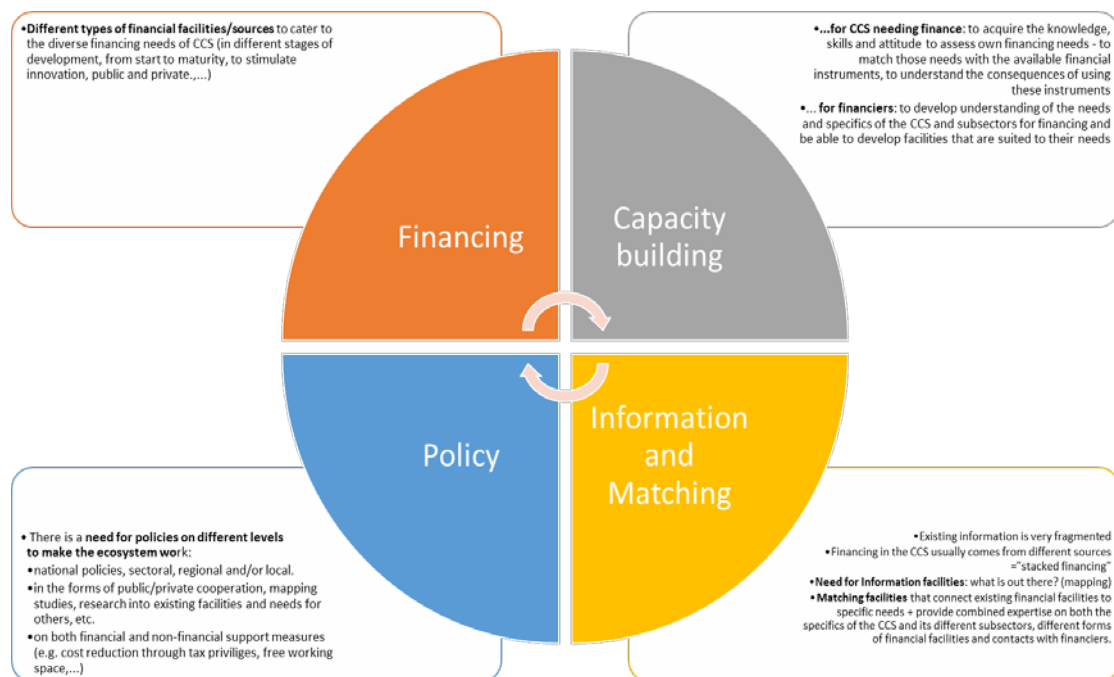 •Different types of financial facilities/sources to cater to
the diverse financing needs of CCS (in different stages of
development, from start to maturity, to stimulate
innovation, public and private.,...)
•...for CCS needing finance: to acquire the knowledge,
skills and attitude to assess own financing needs - to
match those needs with the available financial
instruments, to understand the consequences of using
these instruments
•... for financiers: to develop understanding of the needs
and specifics of the CCS and subsectors for financing and
be able to develop facilities that are suited to their needs
Financing
Capacity
building
Policy
Information
and
Matching
• There is a need for policies on different levels
to make the ecosystem work:
•national policies, sectoral, regional and/or local.
•in the forms of public/private cooperation, mapping
studies, research into existing facilities and needs for
others, etc.
•on both financial and non-financial support measures
(e.g. cost reduction through tax priviliges, free working
space,...)
•Existing information is very fragmented
•Financing in the CCS usually comes from different sources
="stacked financing"
•Need for Information facilities: what is out there? (mapping)
•Matching facilities that connect existing financial facilities to
specific needs + provide combined expertise on both the
specifics of the CCS and its different subsectors, different forms
of financial facilities and contacts with financiers.